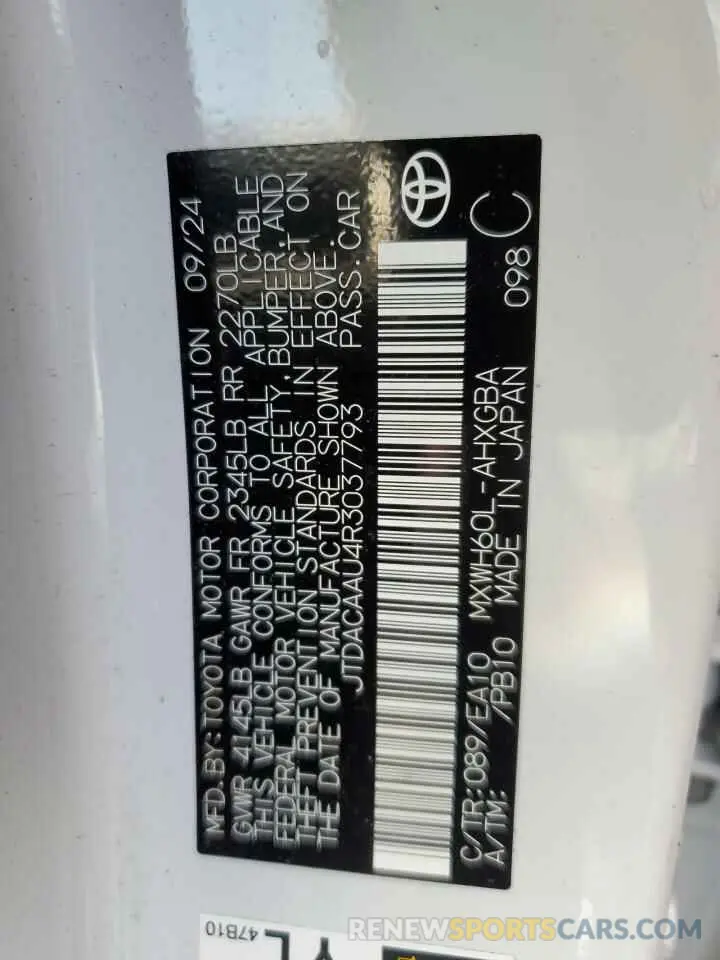 MFD. BY: TOYOTA MOTOR CORPORATION 09/24
GVWR 4145LB GAWR FR 2345LB RR 2270LB
THIS VEHICLE CONFORMS TO ALL APPLICABLE
FEDERAL MOTOR VEHICLE SAFETY, BUMPER, AND
THEFT PREVENTION STANDARDS IN EFFECT ON
THE DATE OF MANUFACTURE SHOWN ABOVE.
JTDACAAU4R3037793 PASS. CAR
C/TR: 089/EA10 MXWH60L-AHXGBA
A/TM: /PB10 MADE IN JAPAN 098 C
47B10
YL
RENEWSPORTSCARS.COM